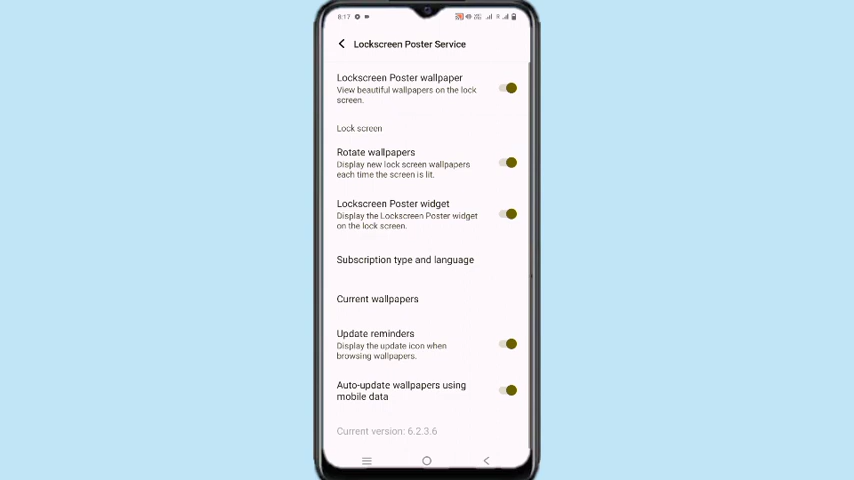 8:17
Lockscreen Poster Service
Lockscreen Poster wallpaper
View beautiful wallpapers on the lock
screen.
Lock screen
Rotate wallpapers
Display new lock screen wallpapers
each time the screen is lit.
Lockscreen Poster widget
Display the Lockscreen Poster widget
on the lock screen.
Subscription type and language
Current wallpapers
Update reminders
Display the update icon when
browsing wallpapers.
Auto-update wallpapers using
mobile data
Current version: 6.2.3.6